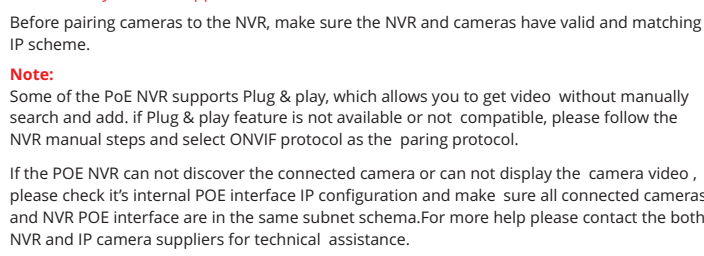 Before pairing cameras to the NVR, make sure the NVR and cameras have valid and matching
IP scheme.
Note:
Some of the PoE NVR supports Plug & play, which allows you to get video without manually
search and add. if Plug & play feature is not available or not compatible, please follow the
NVR manual steps and select ONVIF protocol as the paring protocol.
If the POE NVR can not discover the connected camera or can not display the camera video ,
please check it's internal POE interface IP configuration and make sure all connected cameras
and NVR POE interface are in the same subnet schema.For more help please contact the both
NVR and IP camera suppliers for technical assistance.